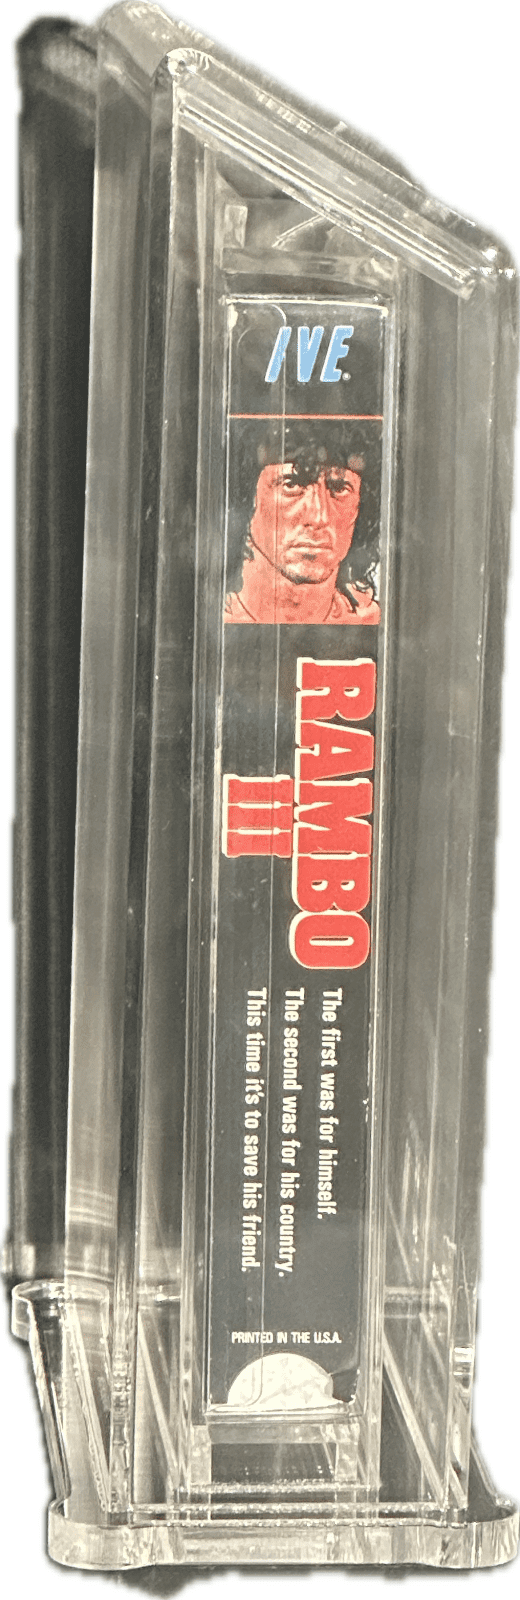 IVE
RAMBO
III
The first was for himself.
The second was for his country.
This time it's to save his friend.
PRINTED IN THE U.S.A.